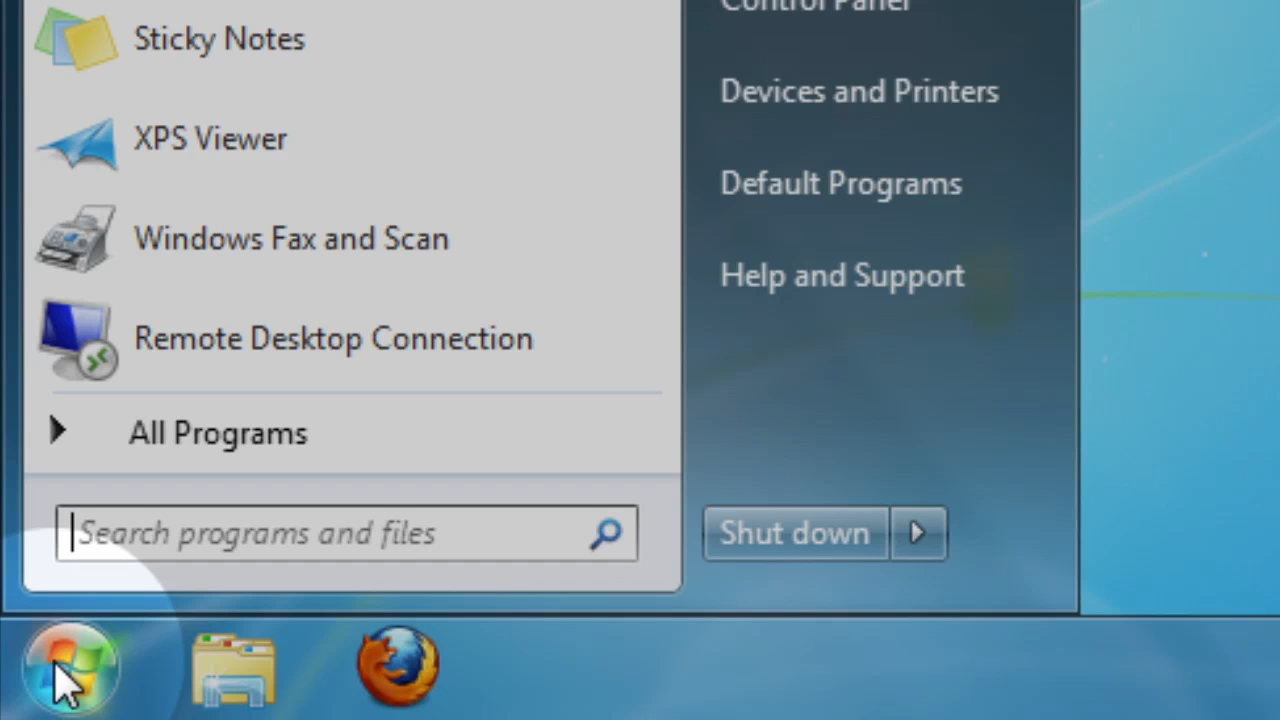 Sticky Notes
XPS Viewer
Windows Fax and Scan
Remote Desktop Connection
All Programs
Search programs and files
Control Panel
Devices and Printers
Default Programs
Help and Support
Shut down